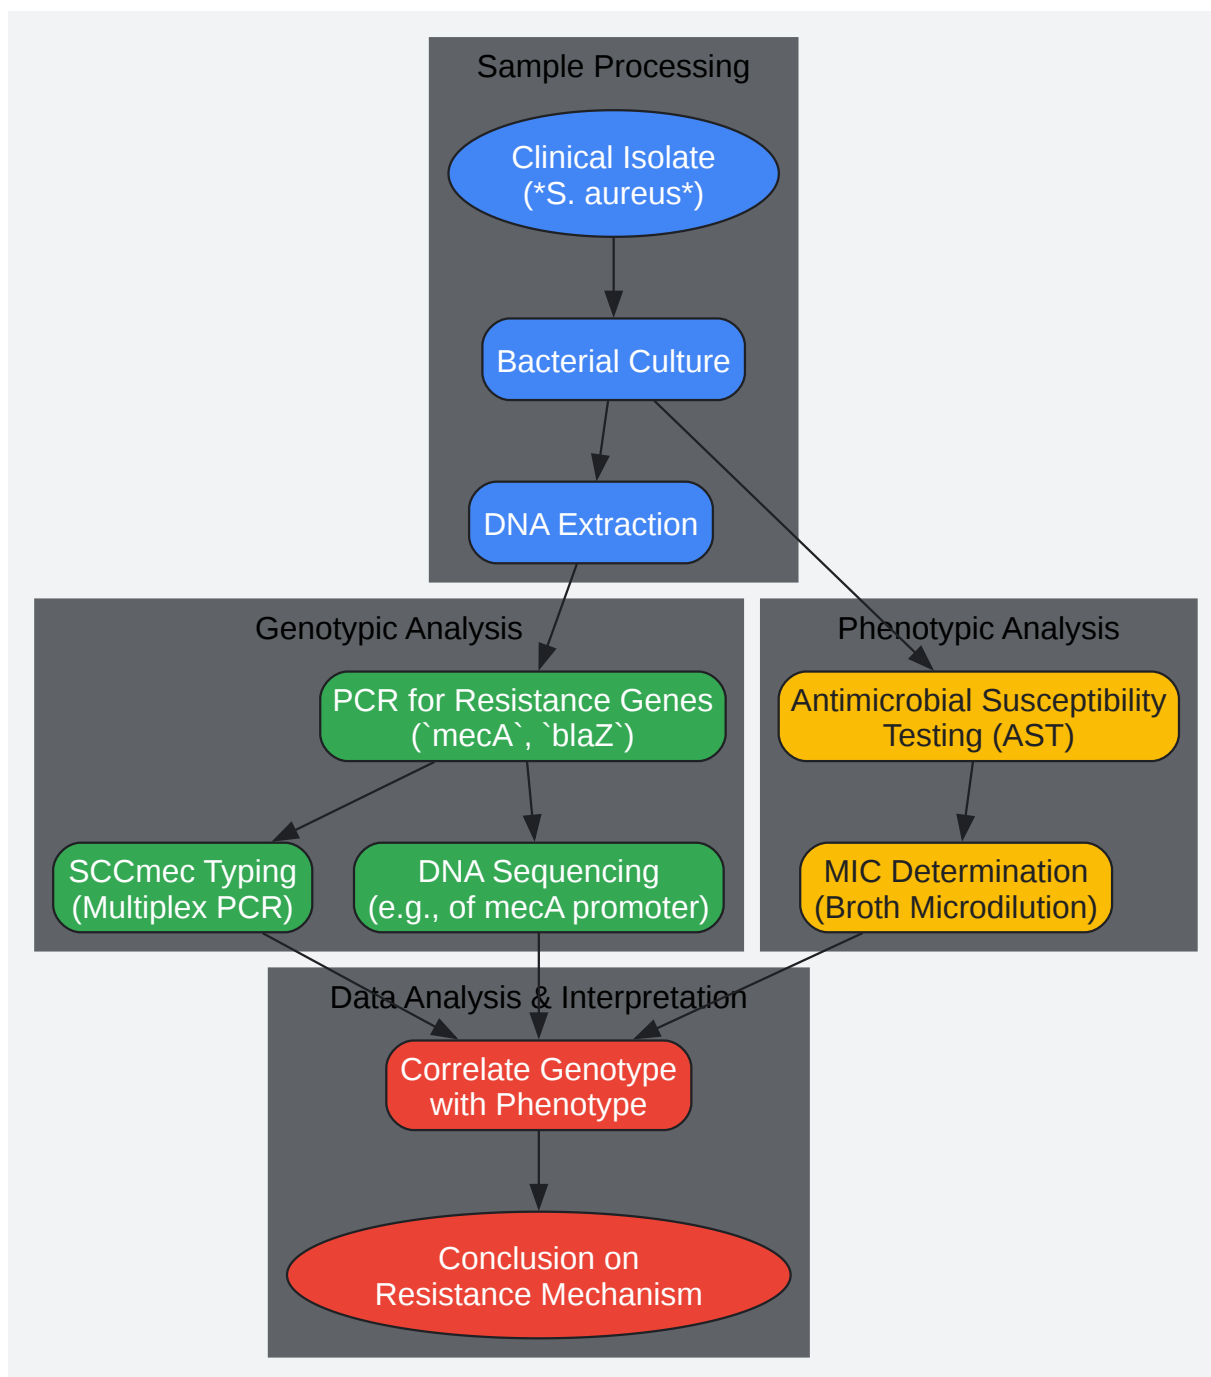 Sample Processing
Clinical Isolate
(*S. aureus*)
Bacterial Culture
DNA Extraction
Genotypic Analysis
Phenotypic Analysis
PCR for Resistance Genes
(`mecA`, `blaZ`)
Antimicrobial Susceptibility
Testing (AST)
SCCmec Typing
(Multiplex PCR)
DNA Sequencing
(e.g., of mecA promoter)
MIC Determination
(Broth Microdilution)
Data Analysis & Interpretation
Correlate Genotype
with Phenotype
Conclusion on
Resistance Mechanism